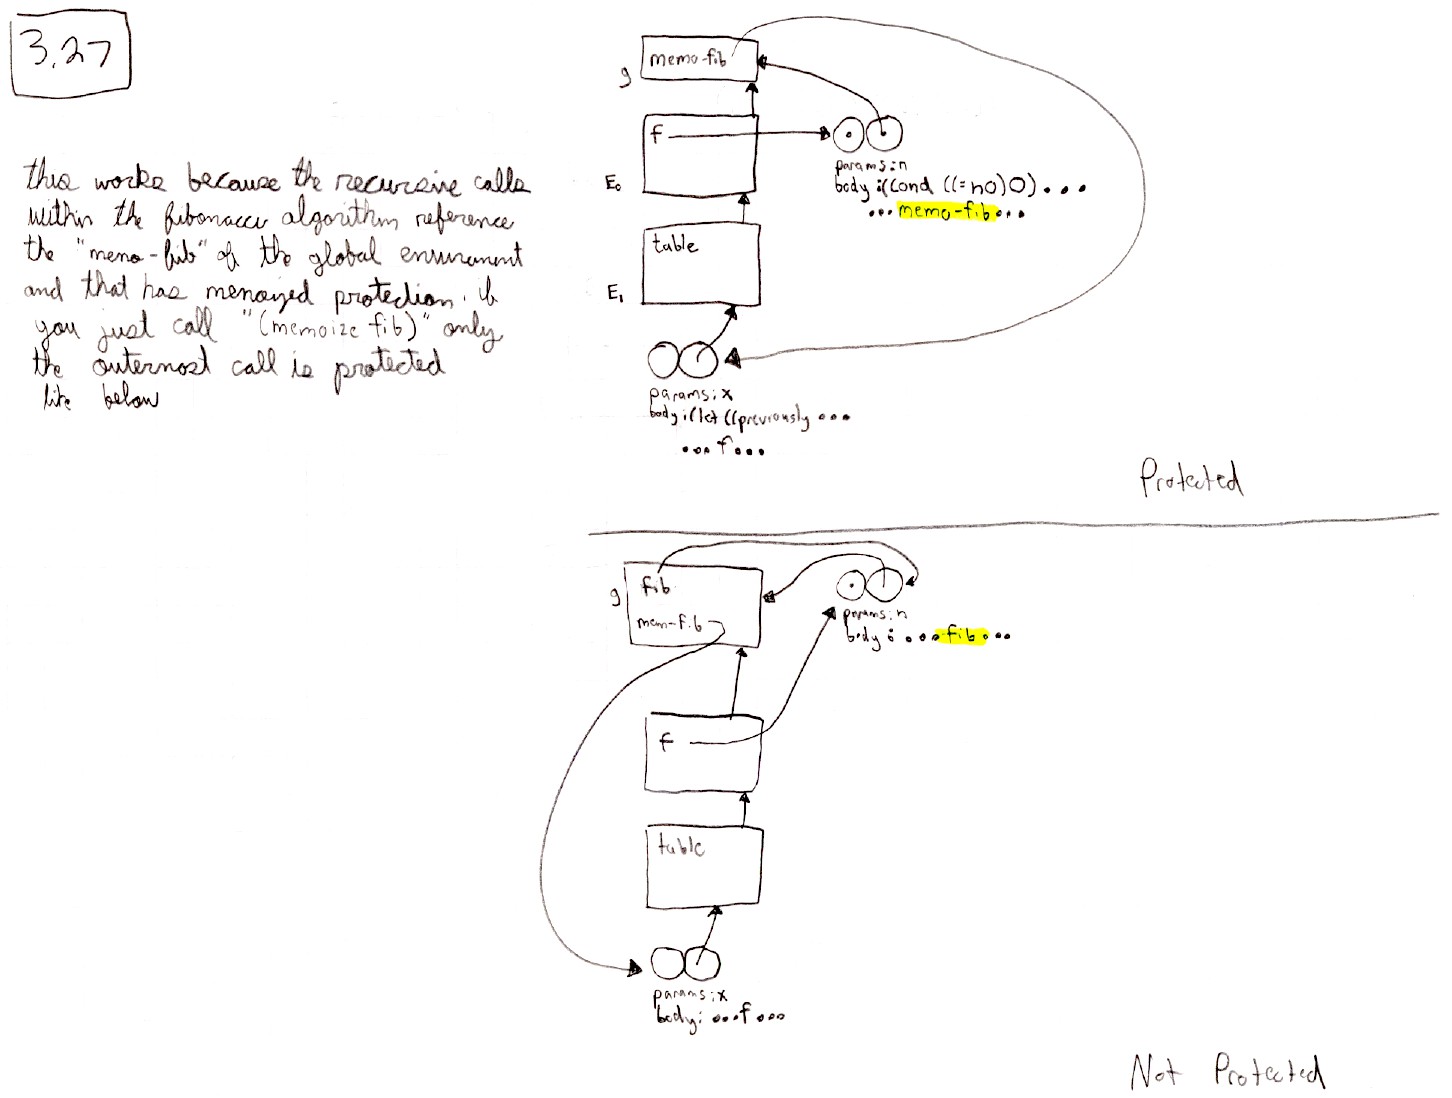 3.27
this works because the recursive calls
within the fibonacci algorithm reference
the "memo-fib" of the global environment
and that has memoized protection. if
you just call "(memoize fib)" only
the outermost call is protected
like below
memo-fib
g
f
E0
params: n
body: (cond ((= n 0) 0) ...
... memo-fib ...
table
E1
params: x
body: (let ((previously ...
... f ...
Protected
fib
g
mem-fib
params: n
body: ... fib ...
f
table
params: x
body: ... f ...
Not Protected